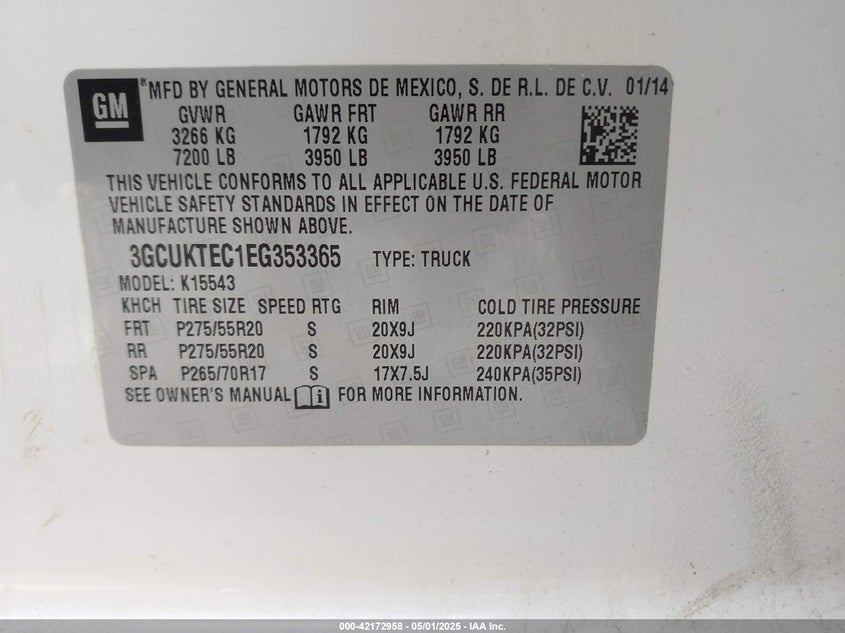 GM ® MFD BY GENERAL MOTORS DE MEXICO, S. DE R.L. DE C.V. 01/14
GVWR GAWR FRT GAWR RR
3266 KG 1792 KG 1792 KG
7200 LB 3950 LB 3950 LB
THIS VEHICLE CONFORMS TO ALL APPLICABLE U.S. FEDERAL MOTOR
VEHICLE SAFETY STANDARDS IN EFFECT ON THE DATE OF
MANUFACTURE SHOWN ABOVE.
3GCUKTEC1EG353365 TYPE: TRUCK
MODEL: K15543
KHCH TIRE SIZE SPEED RTG RIM COLD TIRE PRESSURE
FRT P275/55R20 S 20X9J 220KPA(32PSI)
RR P275/55R20 S 20X9J 220KPA(32PSI)
SPA P265/70R17 S 17X7.5J 240KPA(35PSI)
SEE OWNER'S MANUAL FOR MORE INFORMATION.
000-42172958 - 05/01/2025 - IAA Inc.